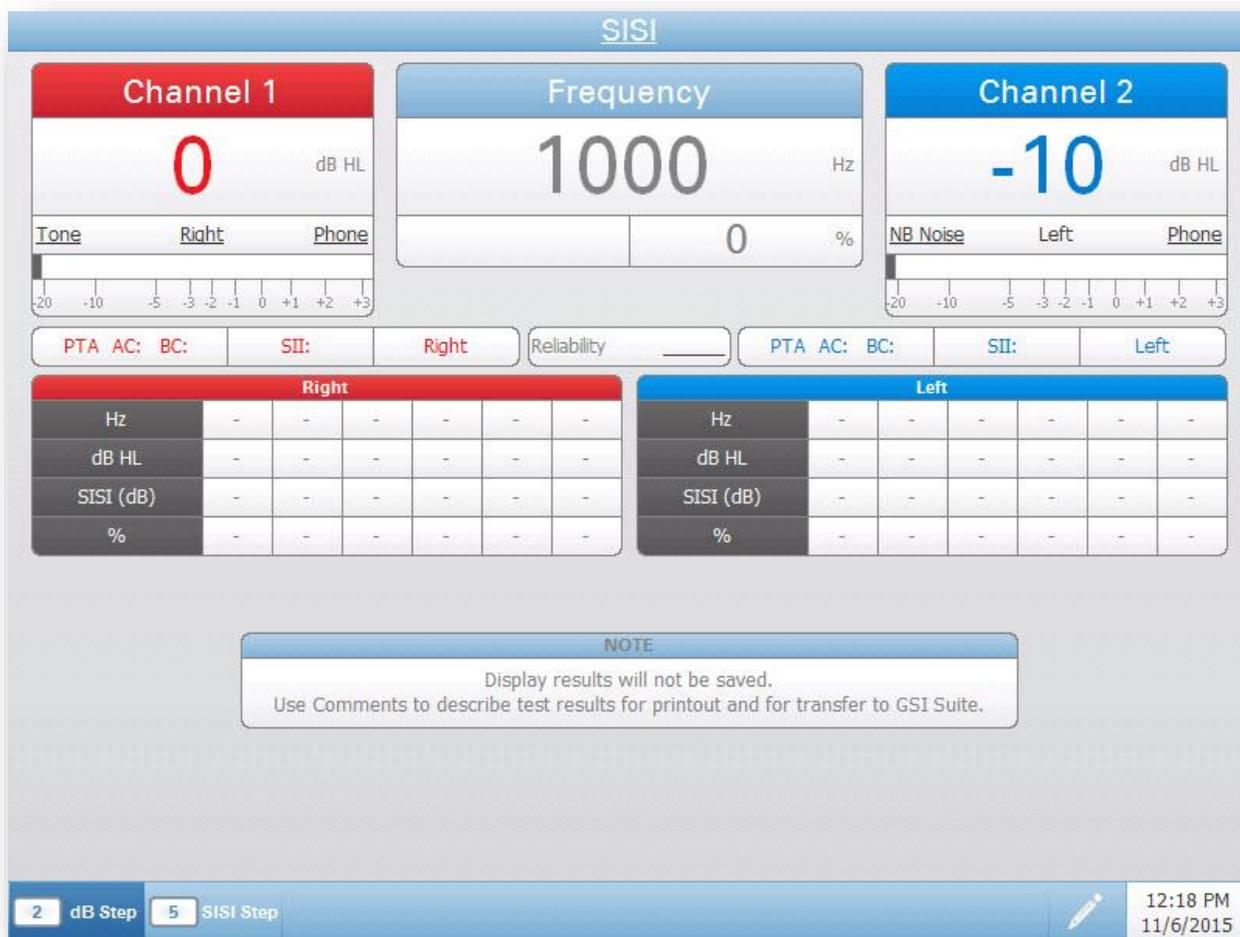 SISI
Channel 1
Frequency
Channel 2
0 dB HL
1000 Hz
-10 dB HL
Tone Right Phone
0 %
NB Noise Left Phone
-20 -10 -5 -3 -2 -1 0 +1 +2 +3
-20 -10 -5 -3 -2 -1 0 +1 +2 +3
PTA AC: BC: SII: Right Reliability ______ PTA AC: BC: SII: Left
Right
Hz - - - - - -
dB HL - - - - - -
SISI (dB) - - - - - -
% - - - - - -
Left
Hz - - - - - -
dB HL - - - - - -
SISI (dB) - - - - - -
% - - - - - -
NOTE
Display results will not be saved.
Use Comments to describe test results for printout and for transfer to GSI Suite.
2 dB Step 5 SISI Step
12:18 PM
11/6/2015